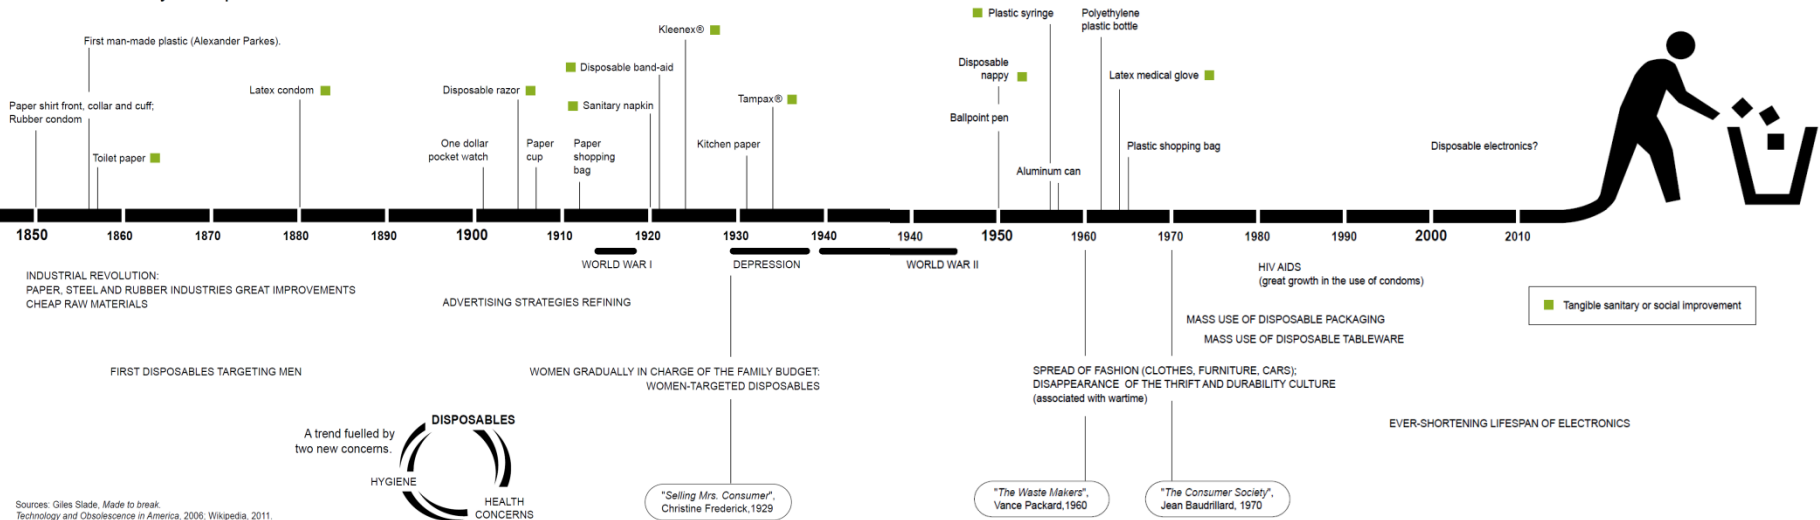 First man-made plastic (Alexander Parkes).
Paper shirt front, collar and cuff;
Rubber condom
Toilet paper
Latex condom
Disposable razor
One dollar
pocket watch
Paper
cup
Paper
shopping
bag
Disposable band-aid
Sanitary napkin
Kleenex®
Kitchen paper
Tampax®
Plastic syringe
Polyethylene
plastic bottle
Disposable
nappy
Ballpoint pen
Latex medical glove
Aluminum can
Plastic shopping bag
Disposable electronics?
1850 1860 1870 1880 1890 1900 1910 1920 1930 1940 1940 1950 1960 1970 1980 1990 2000 2010
WORLD WAR I
DEPRESSION
WORLD WAR II
INDUSTRIAL REVOLUTION:
PAPER, STEEL AND RUBBER INDUSTRIES GREAT IMPROVEMENTS
CHEAP RAW MATERIALS
ADVERTISING STRATEGIES REFINING
HIV AIDS
(great growth in the use of condoms)
Tangible sanitary or social improvement
MASS USE OF DISPOSABLE PACKAGING
MASS USE OF DISPOSABLE TABLEWARE
FIRST DISPOSABLES TARGETING MEN
WOMEN GRADUALLY IN CHARGE OF THE FAMILY BUDGET:
WOMEN-TARGETED DISPOSABLES
SPREAD OF FASHION (CLOTHES, FURNITURE, CARS);
DISAPPEARANCE OF THE THRIFT AND DURABILITY CULTURE
(associated with wartime)
EVER-SHORTENING LIFESPAN OF ELECTRONICS
DISPOSABLES
A trend fuelled by
two new concerns.
HYGIENE
HEALTH
CONCERNS
"Selling Mrs. Consumer",
Christine Frederick,1929
"The Waste Makers",
Vance Packard,1960
"The Consumer Society",
Jean Baudrillard, 1970
Sources: Giles Slade, Made to break.
Technology and Obsolescence in America, 2006; Wikipedia, 2011.